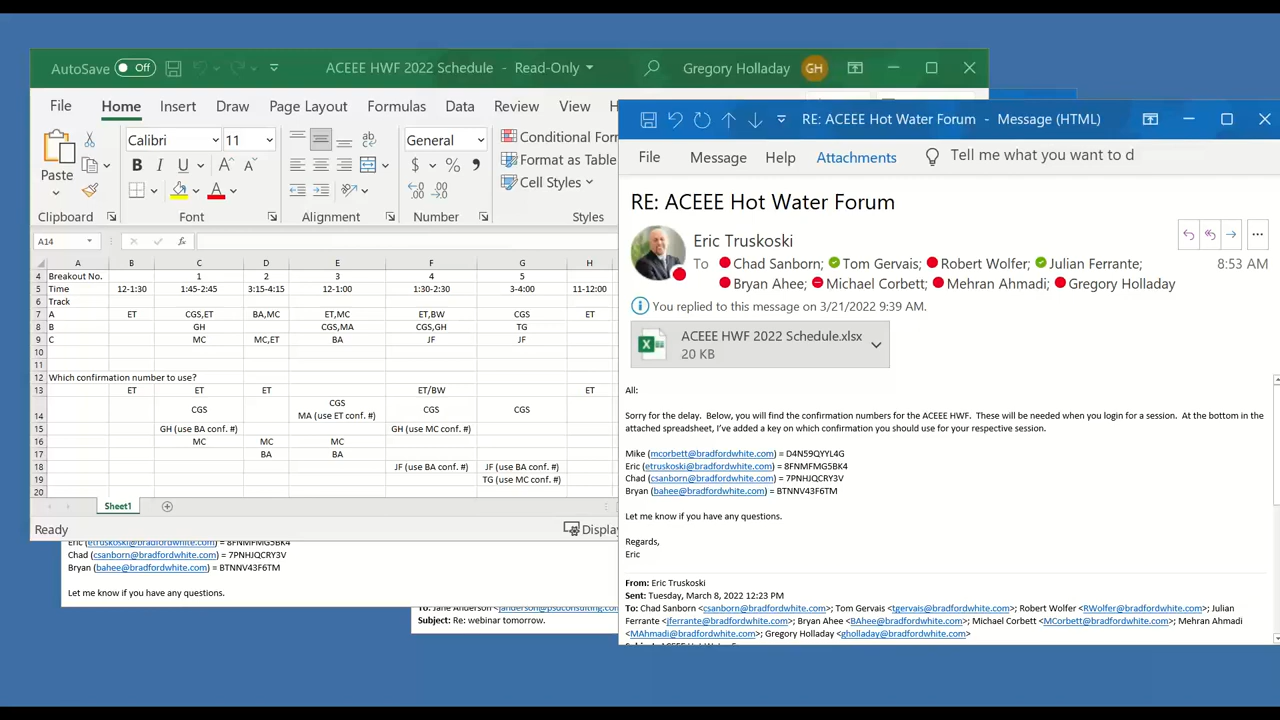 AutoSave Off ACEEE HWF 2022 Schedule - Read-Only Gregory Holladay GH
File Home Insert Draw Page Layout Formulas Data Review View
Paste
Calibri 11
General
Conditional For
Format as Table
Cell Styles
Clipboard Font Alignment Number Styles
A14 fx
A B C D E F G H
4 Breakout No. 1 2 3 4 5
5 Time 12-1:30 1:45-2:45 3:15-4:15 12-1:00 1:30-2:30 3-4:00 11-12:00
6 Track
7 A ET CGS,ET BA,MC ET,MC ET,BW CGS ET
8 B GH CGS,MA CGS,GH TG
9 C MC MC,ET BA JF JF
10
11
12 Which confirmation number to use?
13 ET ET ET ET/BW ET
14 CGS CGS MA (use ET conf. #) CGS CGS
15 GH (use BA conf. #) GH (use MC conf. #)
16 MC MC MC
17 BA BA
18 JF (use BA conf. #) JF (use BA conf. #)
19 TG (use MC conf. #)
20
Sheet1
Ready Display
Eric (etruskoski@bradfordwhite.com) = 8FNMFMG5BK4
Chad (csanborn@bradfordwhite.com) = 7PNHJQCRY3V
Bryan (bahee@bradfordwhite.com) = BTNNV43F6TM
Let me know if you have any questions.
To: Jane Anderson <janderson@psuconsulting.co
Subject: Re: webinar tomorrow.
RE: ACEEE Hot Water Forum - Message (HTML)
File Message Help Attachments Tell me what you want to d
RE: ACEEE Hot Water Forum
Eric Truskoski
To Chad Sanborn; Tom Gervais; Robert Wolfer; Julian Ferrante; 8:53 AM
Bryan Ahee; Michael Corbett; Mehran Ahmadi; Gregory Holladay
You replied to this message on 3/21/2022 9:39 AM.
ACEEE HWF 2022 Schedule.xlsx
20 KB
All:
Sorry for the delay. Below, you will find the confirmation numbers for the ACEEE HWF. These will be needed when you login for a session. At the bottom in the
attached spreadsheet, I've added a key on which confirmation you should use for your respective session.
Mike (mcorbett@bradfordwhite.com) = D4N59QYYL4G
Eric (etruskoski@bradfordwhite.com) = 8FNMFMG5BK4
Chad (csanborn@bradfordwhite.com) = 7PNHJQCRY3V
Bryan (bahee@bradfordwhite.com) = BTNNV43F6TM
Let me know if you have any questions.
Regards,
Eric
From: Eric Truskoski
Sent: Tuesday, March 8, 2022 12:23 PM
To: Chad Sanborn <csanborn@bradfordwhite.com>; Tom Gervais <tgervais@bradfordwhite.com>; Robert Wolfer <RWolfer@bradfordwhite.com>; Julian
Ferrante <jferrante@bradfordwhite.com>; Bryan Ahee <BAhee@bradfordwhite.com>; Michael Corbett <MCorbett@bradfordwhite.com>; Mehran Ahmadi
<MAhmadi@bradfordwhite.com>; Gregory Holladay <gholladay@bradfordwhite.com>